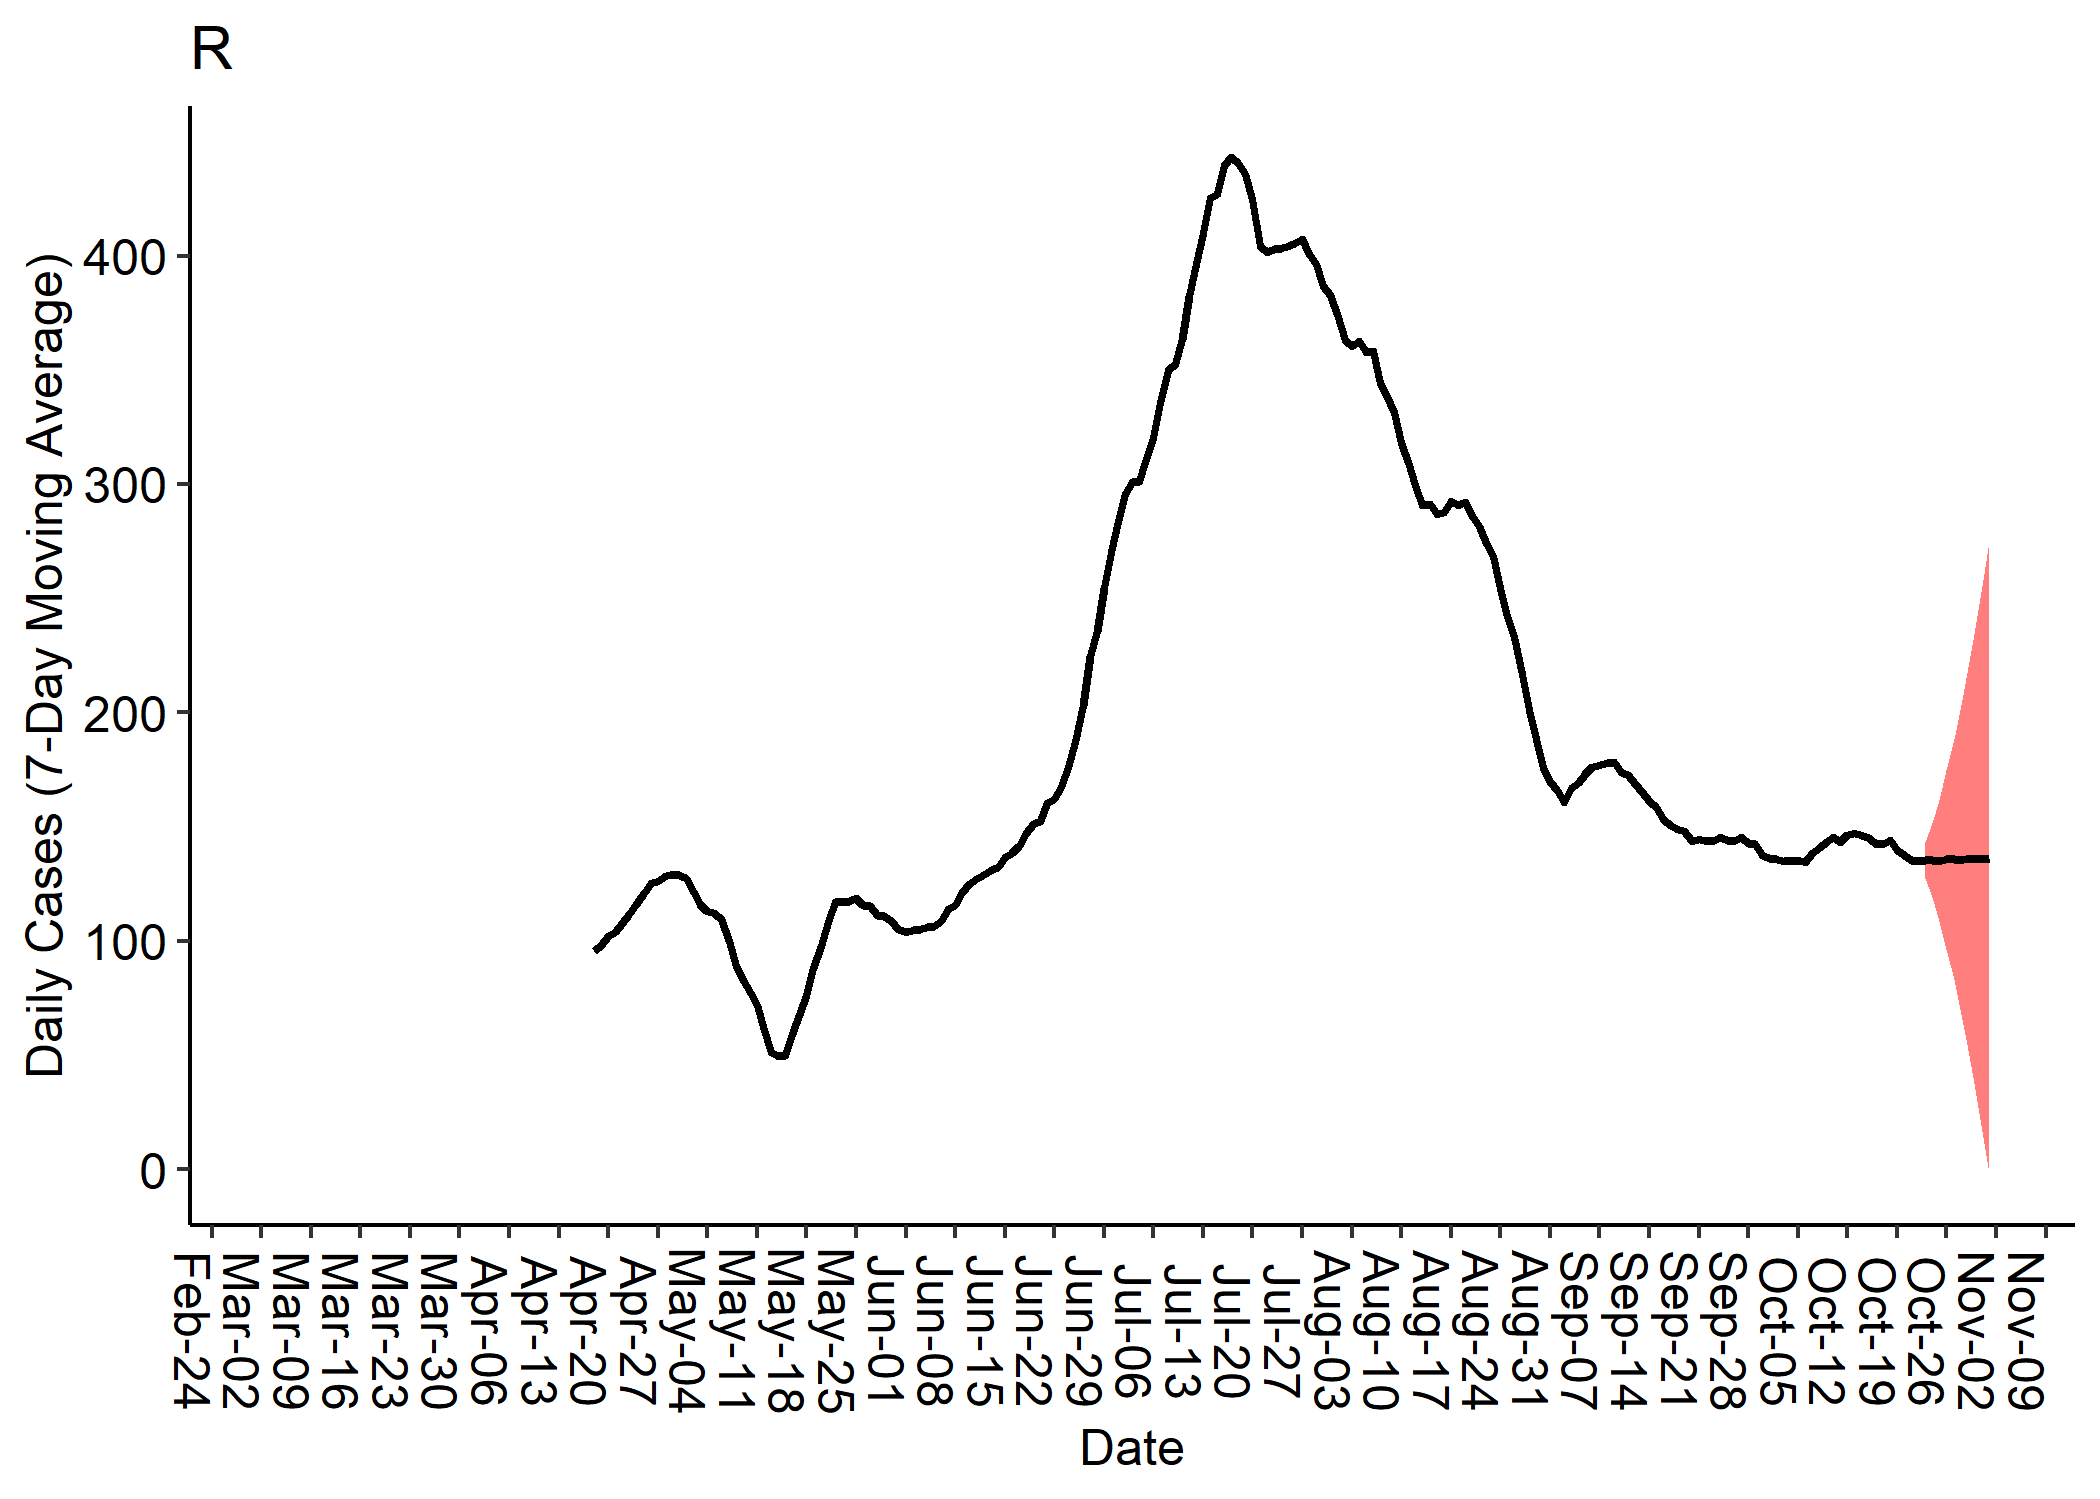 R
Daily Cases (7-Day Moving Average)
400
300
200
100
0
Feb-24
Mar-02
Mar-09
Mar-16
Mar-23
Mar-30
Apr-06
Apr-13
Apr-20
Apr-27
May-04
May-11
May-18
May-25
Jun-01
Jun-08
Jun-15
Jun-22
Jun-29
Jul-06
Jul-13
Jul-20
Jul-27
Aug-03
Aug-10
Aug-17
Aug-24
Aug-31
Sep-07
Sep-14
Sep-21
Sep-28
Oct-05
Oct-12
Oct-19
Oct-26
Nov-02
Nov-09
Date